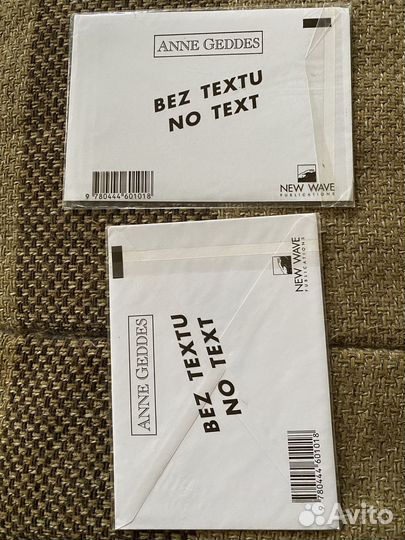 ANNE GEDDES
BEZ TEXTU
NO TEXT
9 780444 601018
NEW WAVE
PUBLICATIONS
ANNE GEDDES
BEZ TEXTU
NO TEXT
NEW WAVE
PUBLICATIONS
780444 601018
Avito